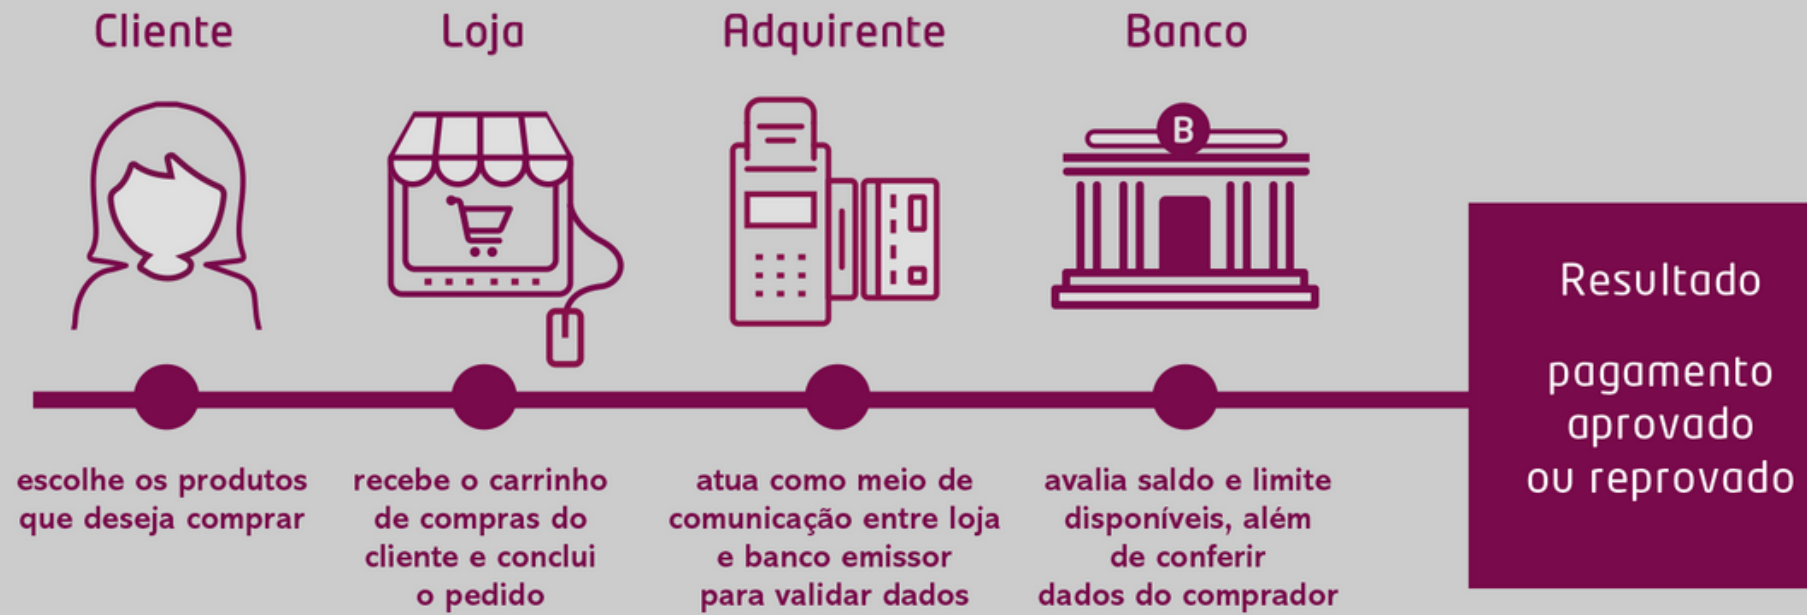 Cliente
escolhe os produtos
que deseja comprar
Loja
recebe o carrinho
de compras do
cliente e conclui
o pedido
Adquirente
atua como meio de
comunicação entre loja
e banco emissor
para validar dados
Banco
B
avalia saldo e limite
disponíveis, além
de conferir
dados do comprador
Resultado
pagamento
aprovado
ou reprovado